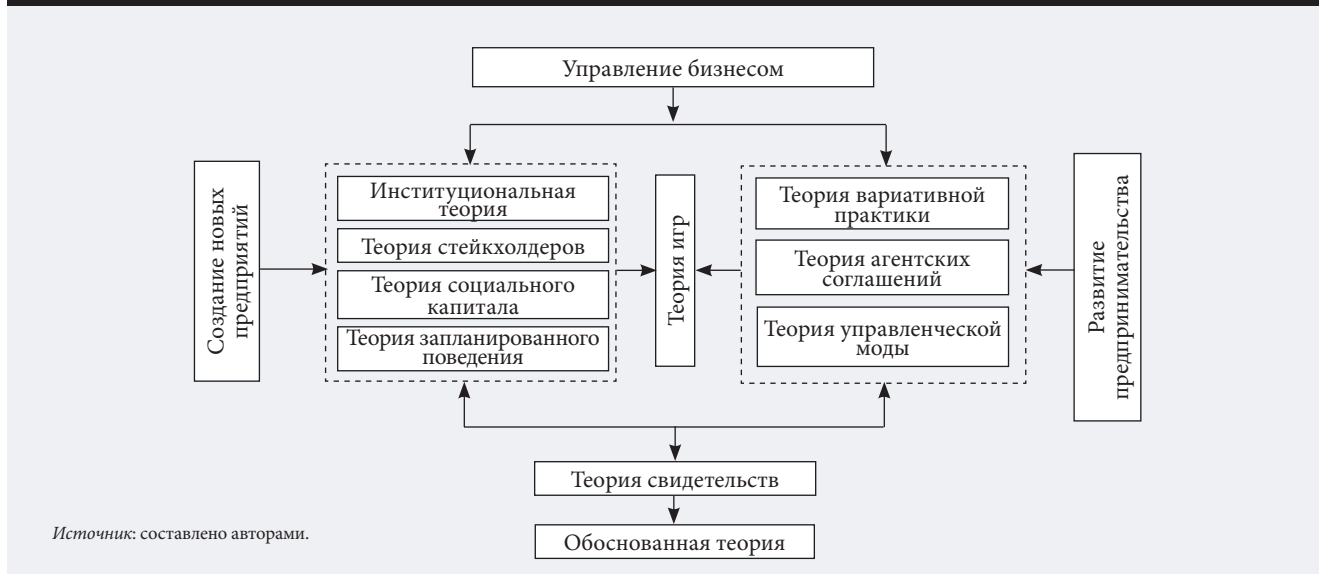 Управление бизнесом
Создание новых
предприятий
Институциональная
теория
Теория стейкхолдеров
Теория социального
капитала
Теория запланированного
поведения
Теория игр
Теория вариативной
практики
Теория агентских
соглашений
Теория управленческой
моды
Развитие
предпринимательства
Теория свидетельств
Обоснованная теория
Источник: составлено авторами.